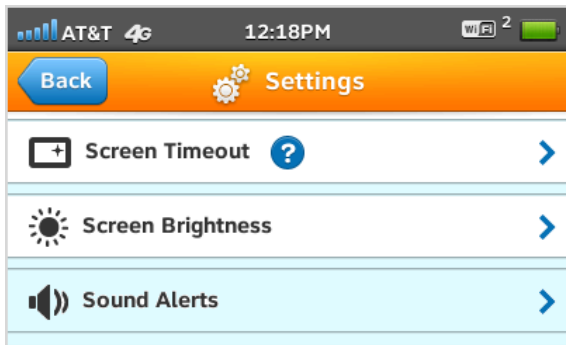 AT&T 4G 12:18PM WiFi 2
Back Settings
Screen Timeout ?
Screen Brightness
Sound Alerts